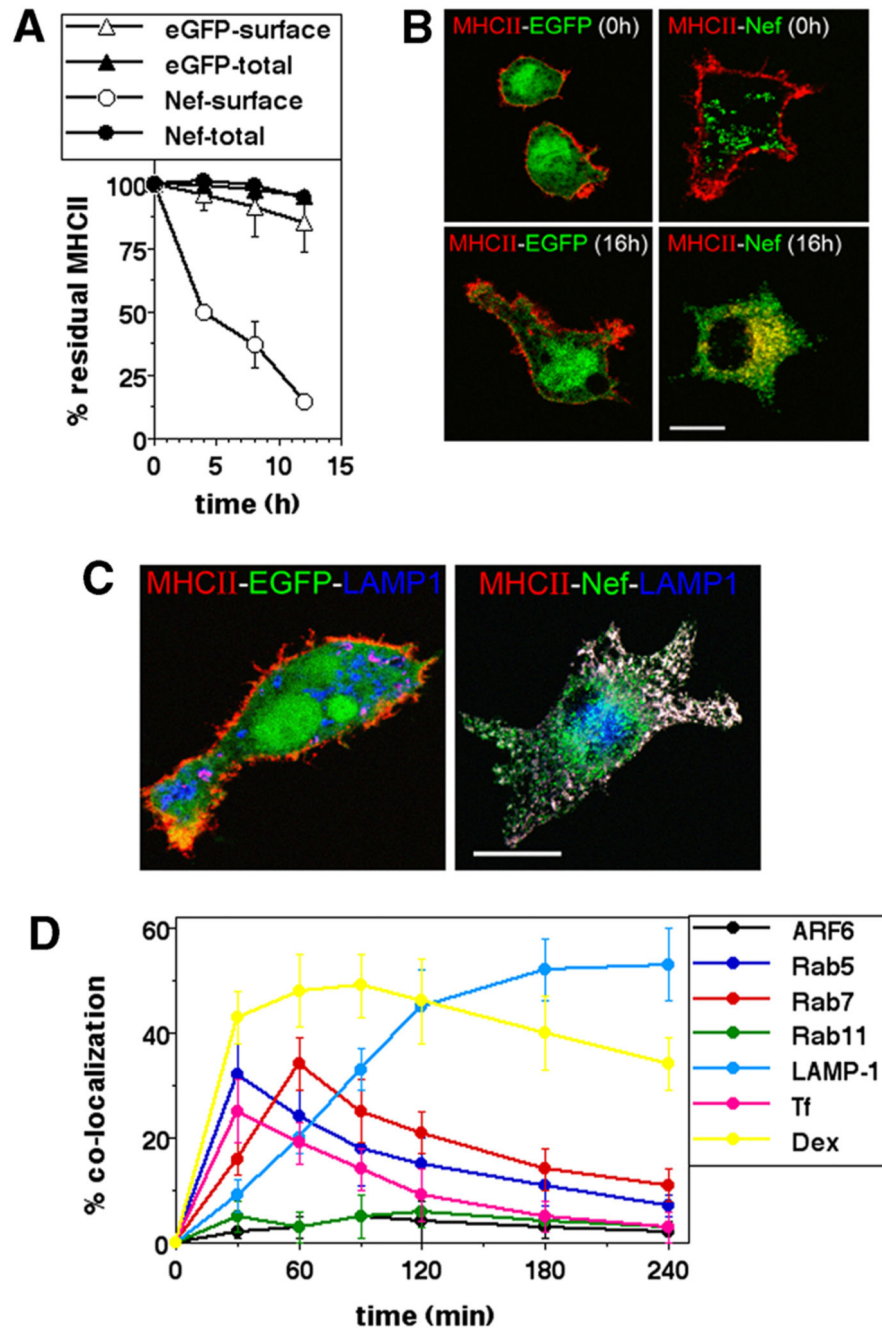 A
eGFP-surface
eGFP-total
Nef-surface
Nef-total
100
75
50
25
0
% residual MHCII
0 5 10 15
time (h)
B
MHCII-EGFP (0h)
MHCII-Nef (0h)
MHCII-EGFP (16h)
MHCII-Nef (16h)
C
MHCII-EGFP-LAMP1
MHCII-Nef-LAMP1
D
60
40
20
0
% co-localization
0 60 120 180 240
time (min)
ARF6
Rab5
Rab7
Rab11
LAMP-1
Tf
Dex